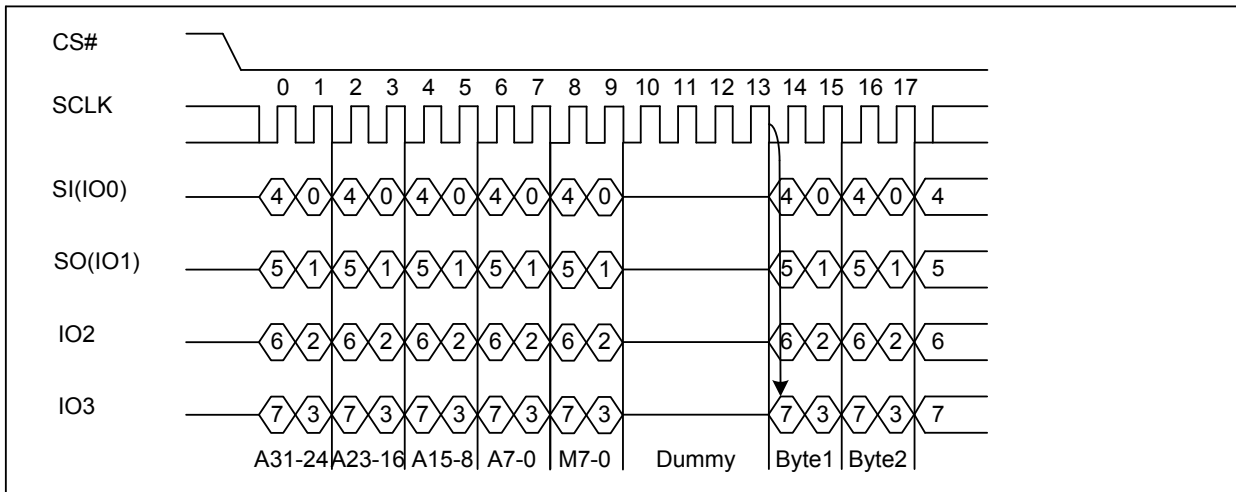 CS#
0 1 2 3 4 5 6 7 8 9 10 11 12 13 14 15 16 17
SCLK
SI(IO0) 4 0 4 0 4 0 4 0 4 0 4 0 4 0 4
SO(IO1) 5 1 5 1 5 1 5 1 5 1 5 1 5 1 5
IO2 6 2 6 2 6 2 6 2 6 2 6 2 6 2 6
IO3 7 3 7 3 7 3 7 3 7 3 7 3 7 3 7
A31-24 A23-16 A15-8 A7-0 M7-0 Dummy Byte1 Byte2